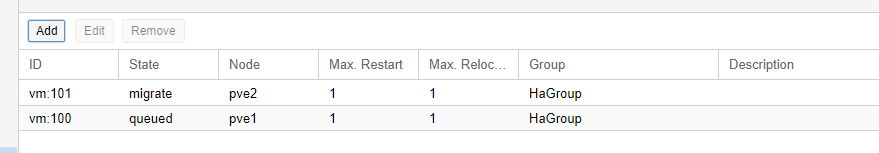 Add Edit Remove
ID State Node Max. Restart Max. Reloc... Group Description
vm:101 migrate pve2 1 1 HaGroup
vm:100 queued pve1 1 1 HaGroup